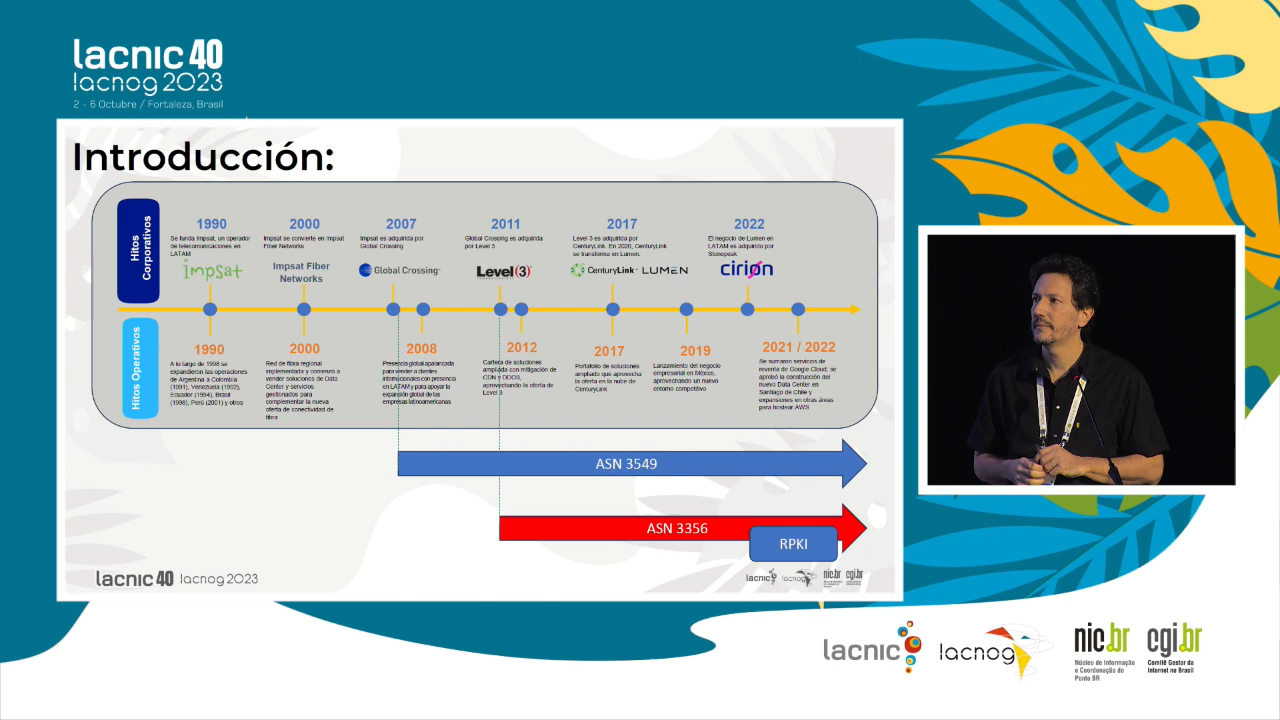 lacnic 40
lacnog 2023
2 - 6 Octubre / Fortaleza, Brasil
Introducción:
Hitos
Corporativos
1990
Se funda Impsat, un operador
de telecomunicaciones en
LATAM
impsat
2000
Impsat se convierte en Impsat
Fiber Networks
Impsat Fiber
Networks
2007
Impsat es adquirida por
Global Crossing
Global Crossing
2011
Global Crossing es adquirida
por Level 3
Level(3)
2017
Level 3 es adquirida por
CenturyLink. En 2020, CenturyLink
se transforma en Lumen.
CenturyLink LUMEN
2022
El negocio de Lumen en
LATAM es adquirido por
Stonepeak
cirion
Hitos Operativos
1990
A lo largo de 1998 se
expandieron las operaciones
de Argentina a Colombia
(1991), Venezuela (1992),
Ecuador (1994), Brasil
(1998), Perú (2001) y otros
2000
Red de fibra regional
implementada y comenzo a
vender soluciones de Data
Center y servicios
gestionados para
complementar la nueva
oferta de conectividad de
fibra
2008
Presencia global apalancada
para vender a clientes
internacionales con presencia
en LATAM y para apoyar la
expansión global de las
empresas latinoamericanas
2012
Cartera de soluciones
ampliada con mitigación de
CDN y DDOS,
aprovechando la oferta de
Level 3
2017
Portafolio de soluciones
ampliado que aprovecha
la oferta en la nube de
CenturyLink
2019
Lanzamiento del negocio
empresarial en México,
aprovechando un nuevo
entorno competitivo
2021 / 2022
Se sumaron servicios de
reventa de Google Cloud, se
aprobó la construcción del
nuevo Data Center en
Santiago de Chile y
expansiones en otras áreas
para hostear AWS
ASN 3549
ASN 3356
RPKI
lacnic 40 lacnog 2023
lacnic lacnog nic.br cgi.br
lacnic
lacnog
nic.br
Núcleo de Informação
e Coordenação do
Ponto BR
cgi.br
Comitê Gestor da
Internet no Brasil